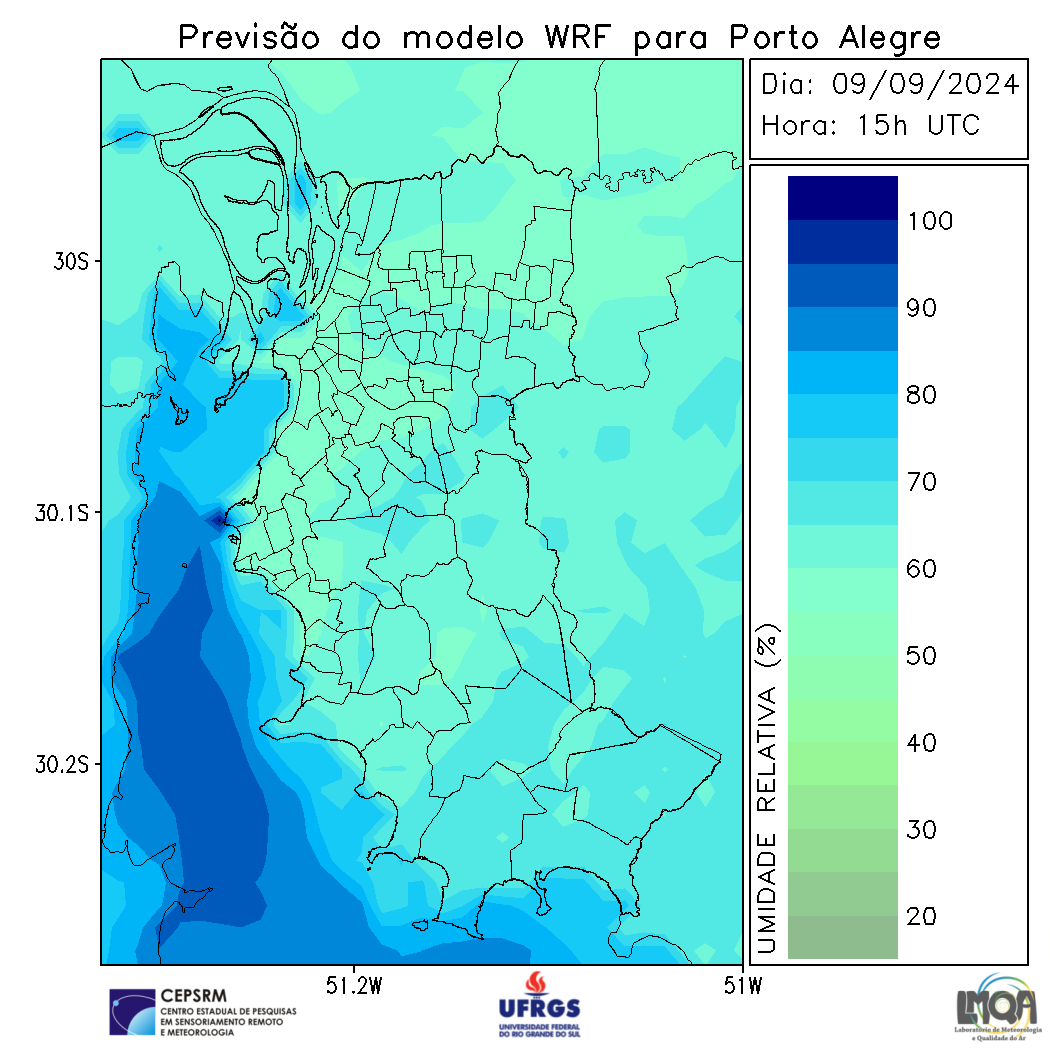 Previsão do modelo WRF para Porto Alegre
Dia: 09/09/2024
Hora: 15h UTC
30S
30.1S
30.2S
51.2W
51W
UMIDADE RELATIVA (%)
100
90
80
70
60
50
40
30
20
CEPSRM
CENTRO ESTADUAL DE PESQUISAS
EM SENSORIAMENTO REMOTO
E METEOROLOGIA
UFRGS
UNIVERSIDADE FEDERAL
DO RIO GRANDE DO SUL
LMQA
Laboratório de Meteorologia
e Qualidade do Ar